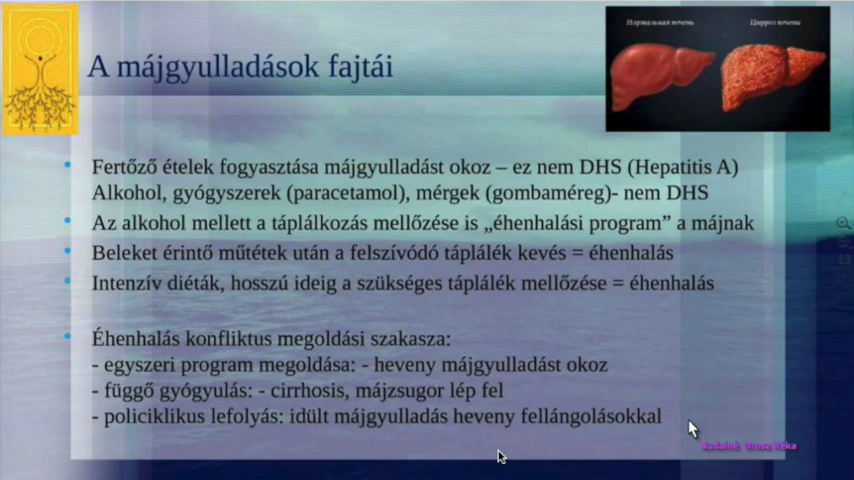 A májgyulladások fajtái
Нормальная печень
Цирроз печени
Fertőző ételek fogyasztása májgyulladást okoz – ez nem DHS (Hepatitis A)
Alkohol, gyógyszerek (paracetamol), mérgek (gombaméreg)- nem DHS
Az alkohol mellett a táplálkozás mellőzése is „éhenhalási program” a májnak
Beleket érintő műtétek után a felszívódó táplálék kevés = éhenhalás
Intenzív diéták, hosszú ideig a szükséges táplálék mellőzése = éhenhalás
Éhenhalás konfliktus megoldási szakasza:
- egyszeri program megoldása: - heveny májgyulladást okoz
- függő gyógyulás: - cirrhosis, májzsugor lép fel
- policiklikus lefolyás: idült májgyulladás heveny fellángolásokkal